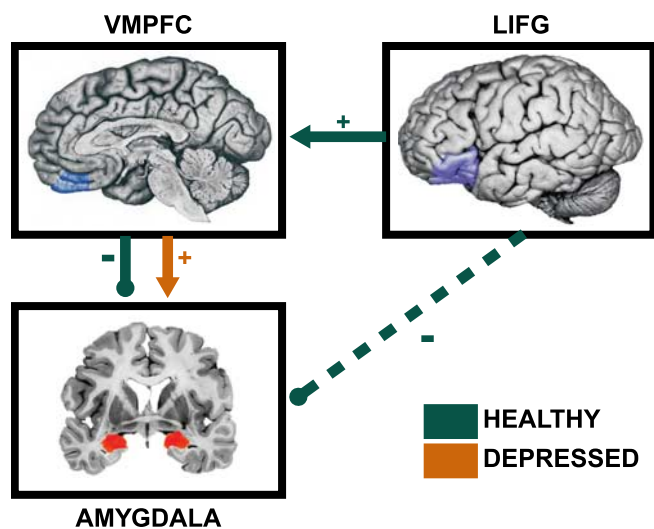 VMPFC
LIFG
+
-
+
-
HEALTHY
DEPRESSED
AMYGDALA